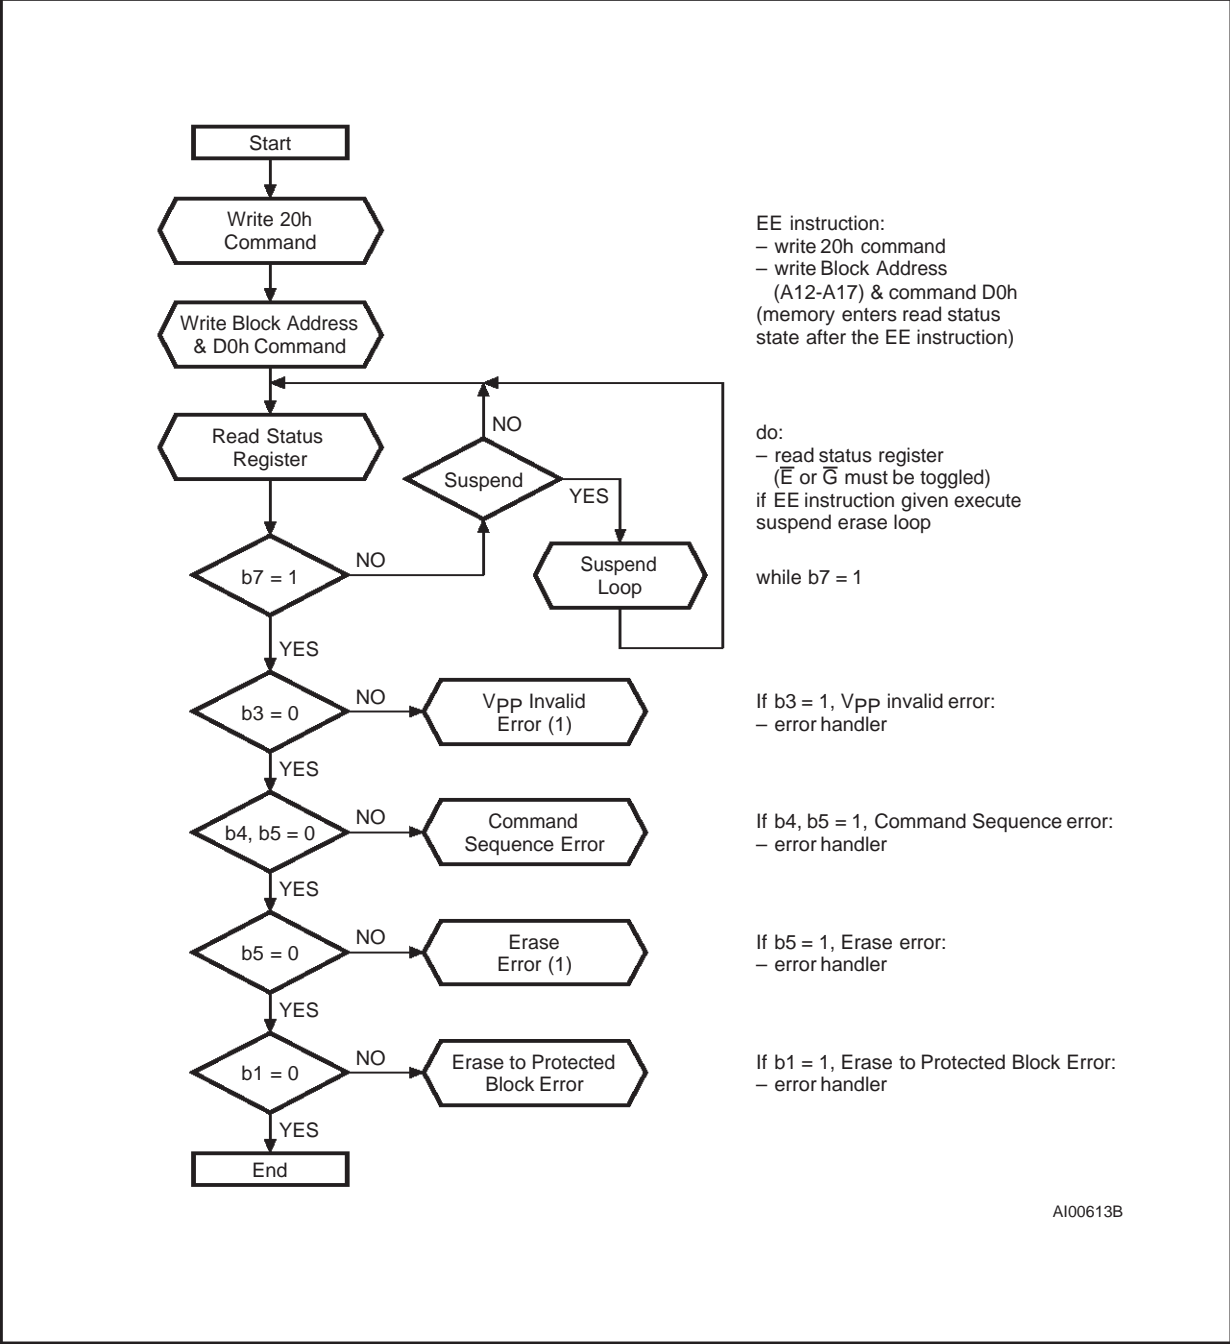 Start
Write 20h
Command
Write Block Address
& D0h Command
Read Status
Register
NO
Suspend
YES
Suspend
Loop
b7 = 1
NO
YES
b3 = 0
NO
VPP Invalid
Error (1)
YES
b4, b5 = 0
NO
Command
Sequence Error
YES
b5 = 0
NO
Erase
Error (1)
YES
b1 = 0
NO
Erase to Protected
Block Error
YES
End
EE instruction:
– write 20h command
– write Block Address
(A12-A17) & command D0h
(memory enters read status
state after the EE instruction)
do:
– read status register
(E̅ or G̅ must be toggled)
if EE instruction given execute
suspend erase loop
while b7 = 1
If b3 = 1, VPP invalid error:
– error handler
If b4, b5 = 1, Command Sequence error:
– error handler
If b5 = 1, Erase error:
– error handler
If b1 = 1, Erase to Protected Block Error:
– error handler
AI00613B